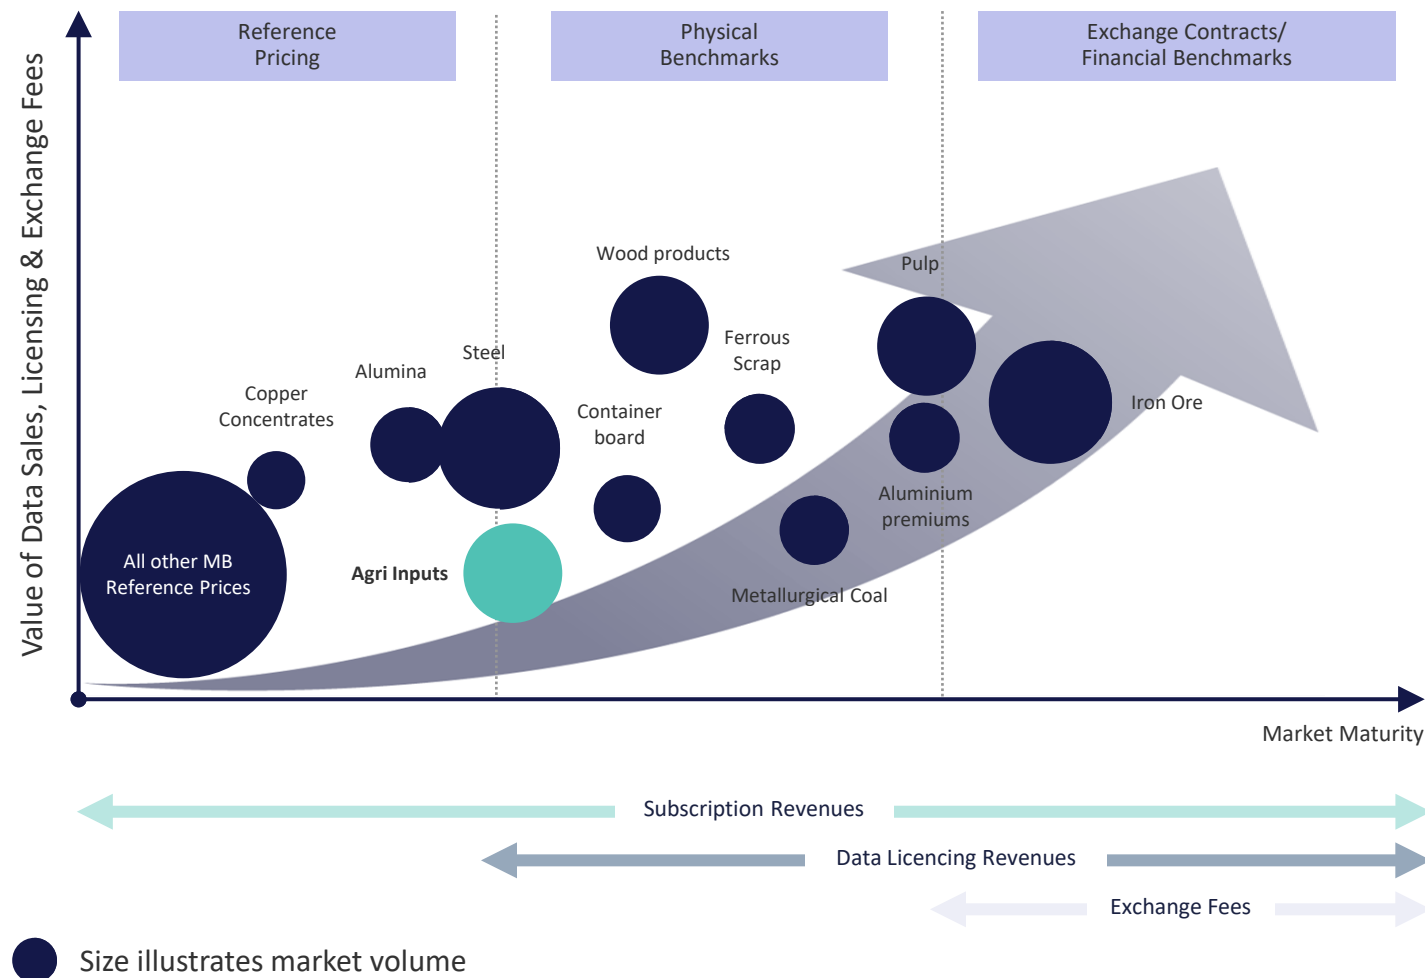 Reference
Pricing
Physical
Benchmarks
Exchange Contracts/
Financial Benchmarks
Value of Data Sales, Licensing & Exchange Fees
Wood products
Pulp
Ferrous
Scrap
Steel
Alumina
Copper
Concentrates
Container
board
Iron Ore
Aluminium
premiums
All other MB
Reference Prices
Agri Inputs
Metallurgical Coal
Market Maturity
Subscription Revenues
Data Licencing Revenues
Exchange Fees
Size illustrates market volume